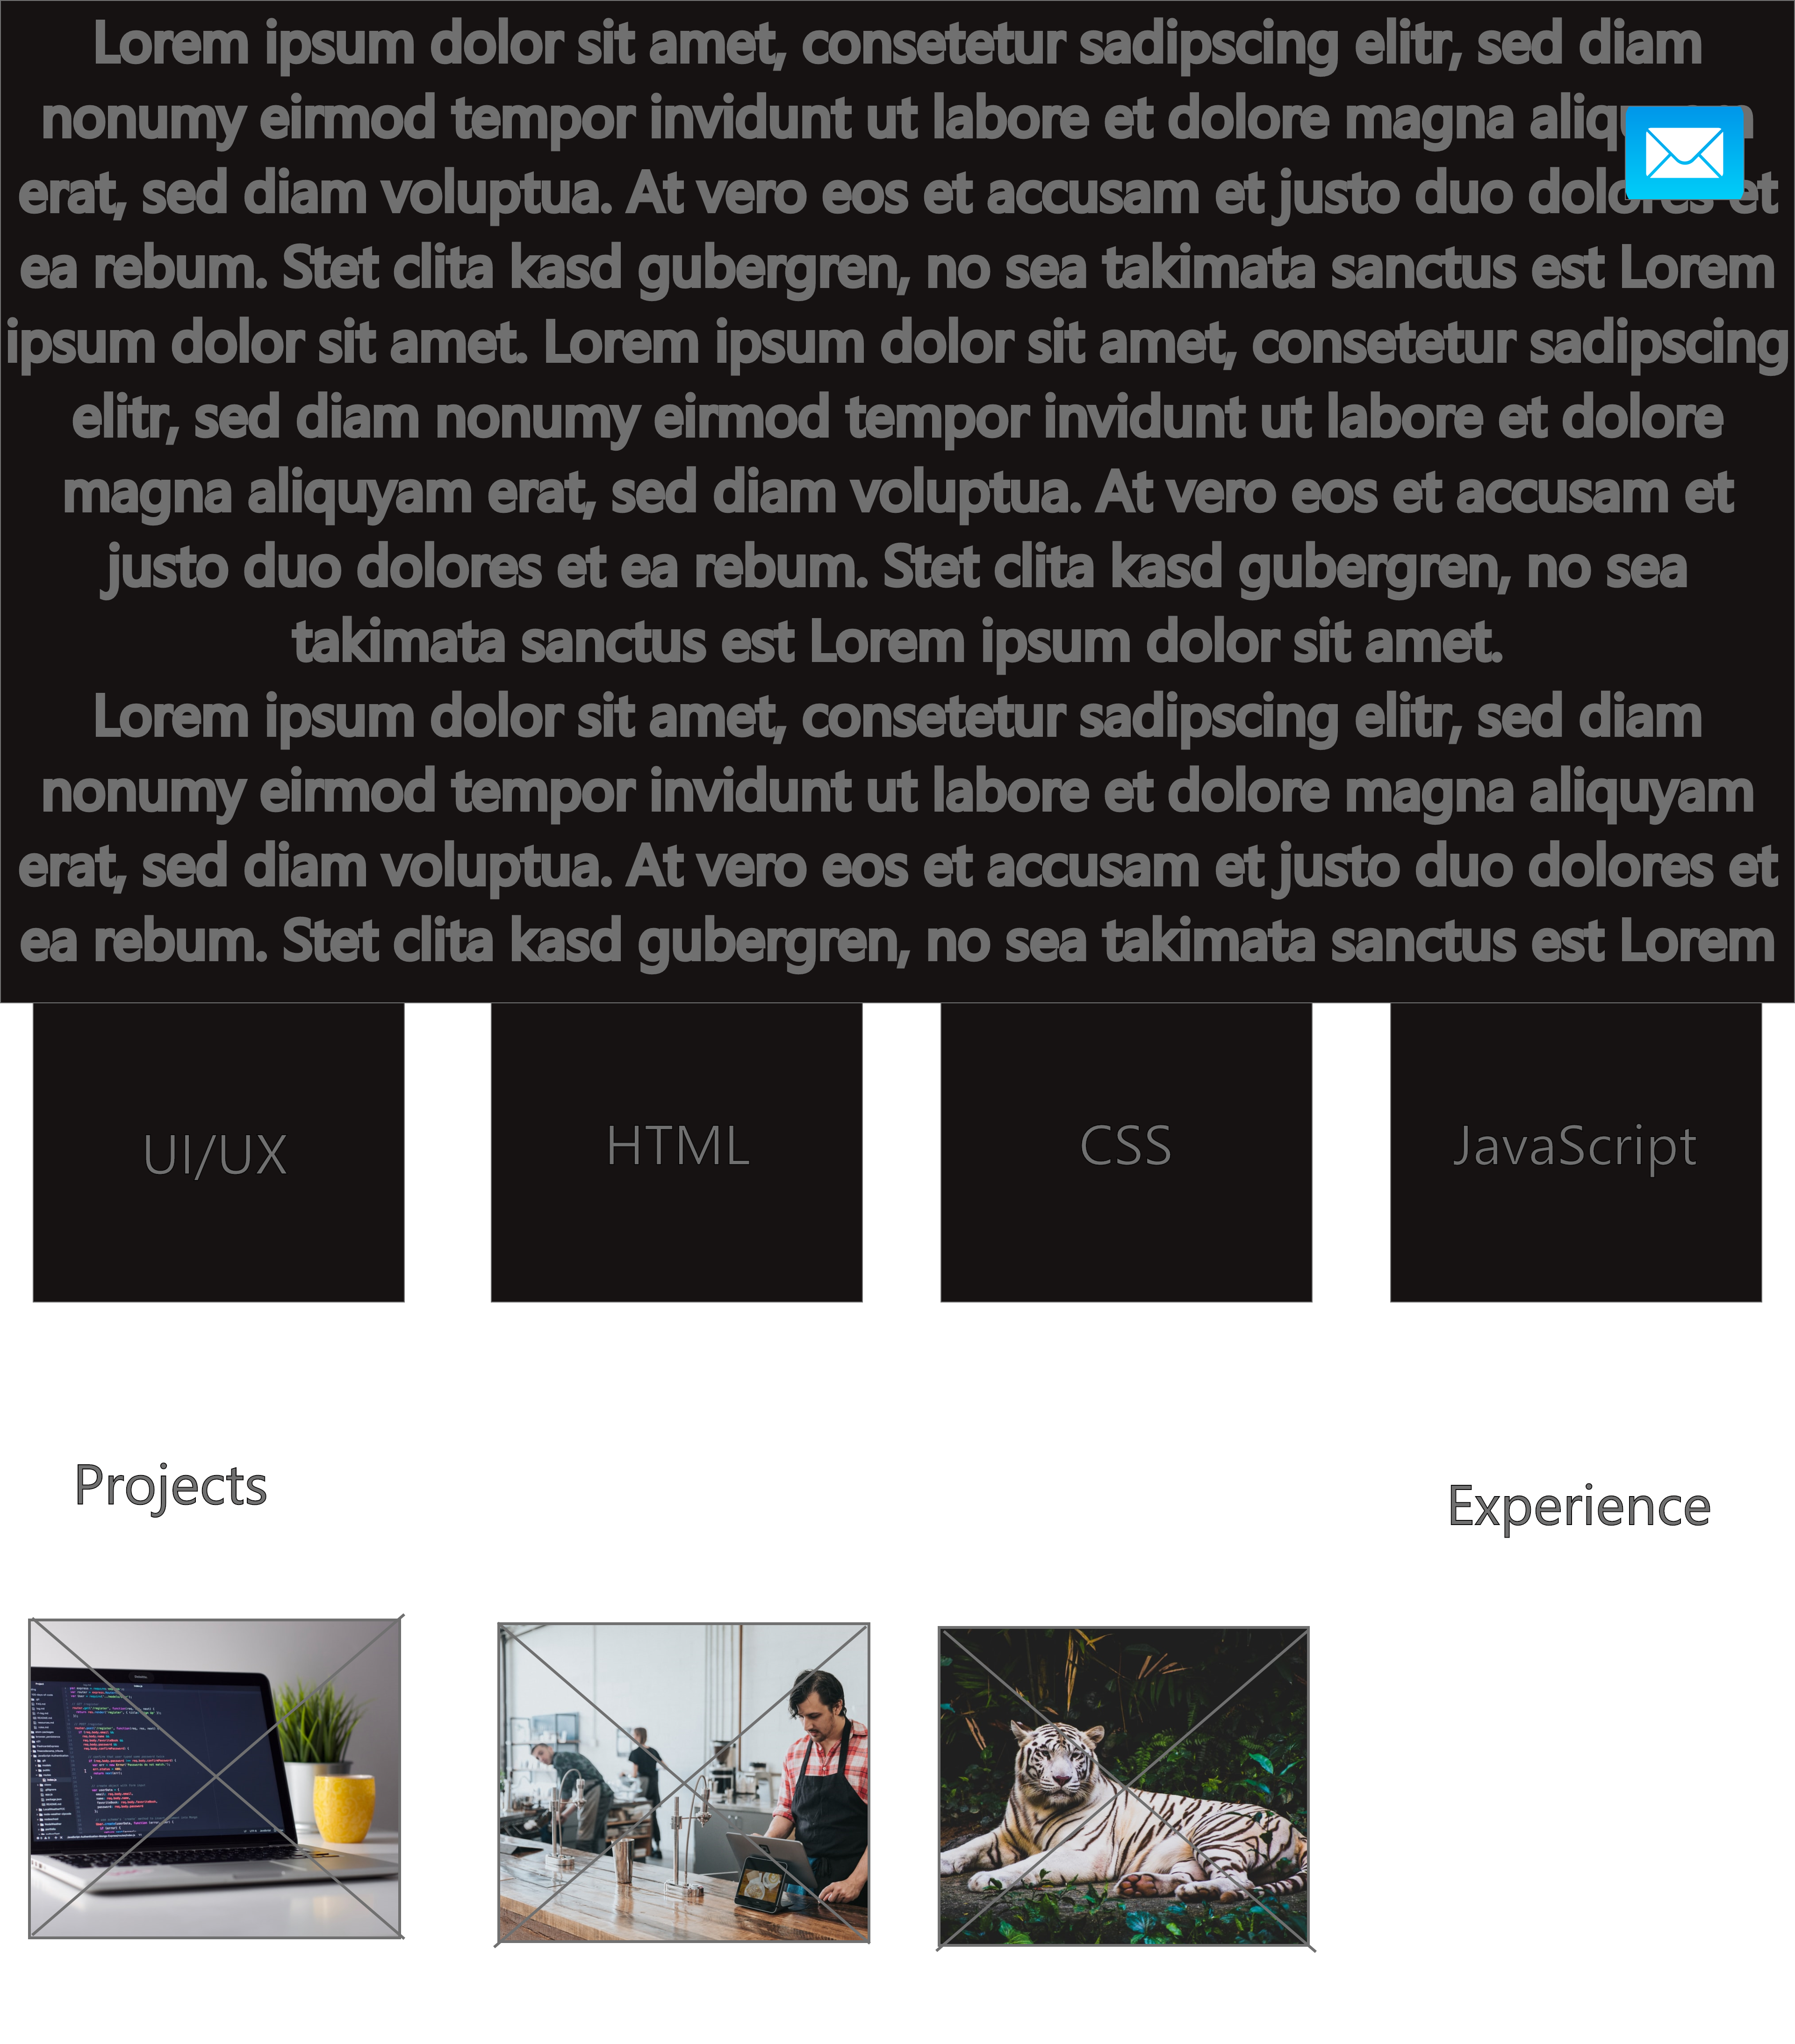 Lorem ipsum dolor sit amet, consetetur sadipscing elitr, sed diam
nonumy eirmod tempor invidunt ut labore et dolore magna
erat, sed diam voluptua. At vero eos et accusam et justo duo dolores et
ea rebum. Stet clita kasd gubergren, no sea takimata sanctus est Lorem
ipsum dolor sit amet. Lorem ipsum dolor sit amet, consetetur sadipscing
elitr, sed diam nonumy eirmod tempor invidunt ut labore et dolore
magna aliquyam erat, sed diam voluptua. At vero eos et accusam et
justo duo dolores et ea rebum. Stet clita kasd gubergren, no sea
takimata sanctus est Lorem ipsum dolor sit amet.
Lorem ipsum dolor sit amet, consetetur sadipscing elitr, sed diam
nonumy eirmod tempor invidunt ut labore et dolore magna aliquyam
erat, sed diam voluptua. At vero eos et accusam et justo duo dolores et
ea rebum. Stet clita kasd gubergren, no sea takimata sanctus est Lorem
UI/UX
HTML
CSS
JavaScript
Projects
Experience